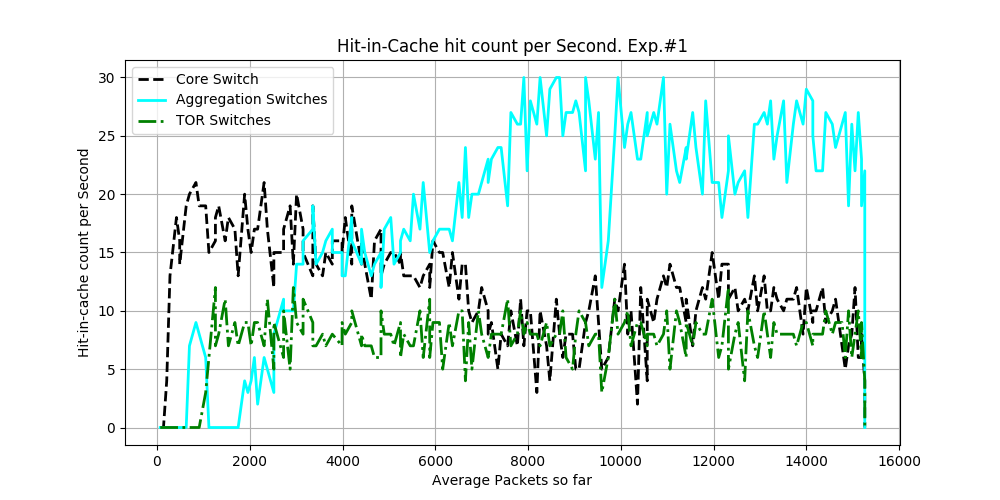 Hit-in-Cache hit count per Second. Exp.#1
Core Switch
Aggregation Switches
TOR Switches
Hit-in-cache count per Second
30
25
20
15
10
5
0
0 2000 4000 6000 8000 10000 12000 14000 16000
Average Packets so far